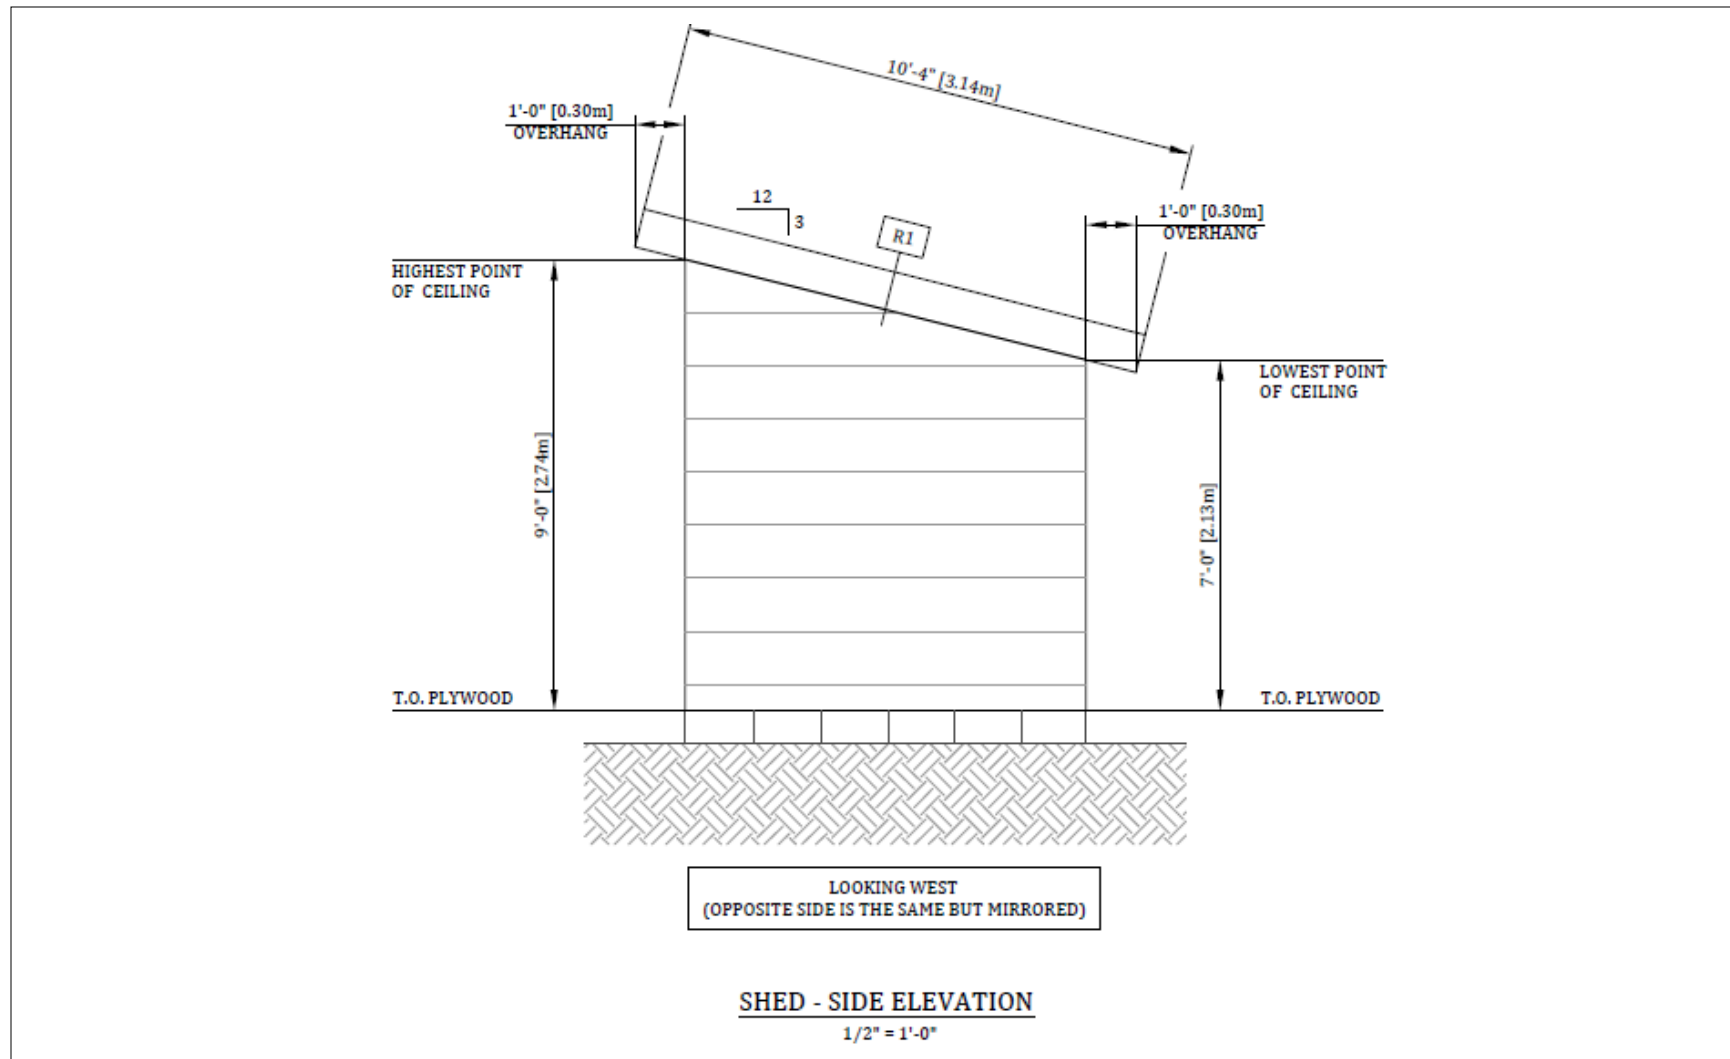 10'-4" [3.14m]
1'-0" [0.30m]
OVERHANG
12
3
R1
1'-0" [0.30m]
OVERHANG
HIGHEST POINT
OF CEILING
LOWEST POINT
OF CEILING
9'-0" [2.74m]
7'-0" [2.13m]
T.O. PLYWOOD
T.O. PLYWOOD
LOOKING WEST
(OPPOSITE SIDE IS THE SAME BUT MIRRORED)
SHED - SIDE ELEVATION
1/2" = 1'-0"